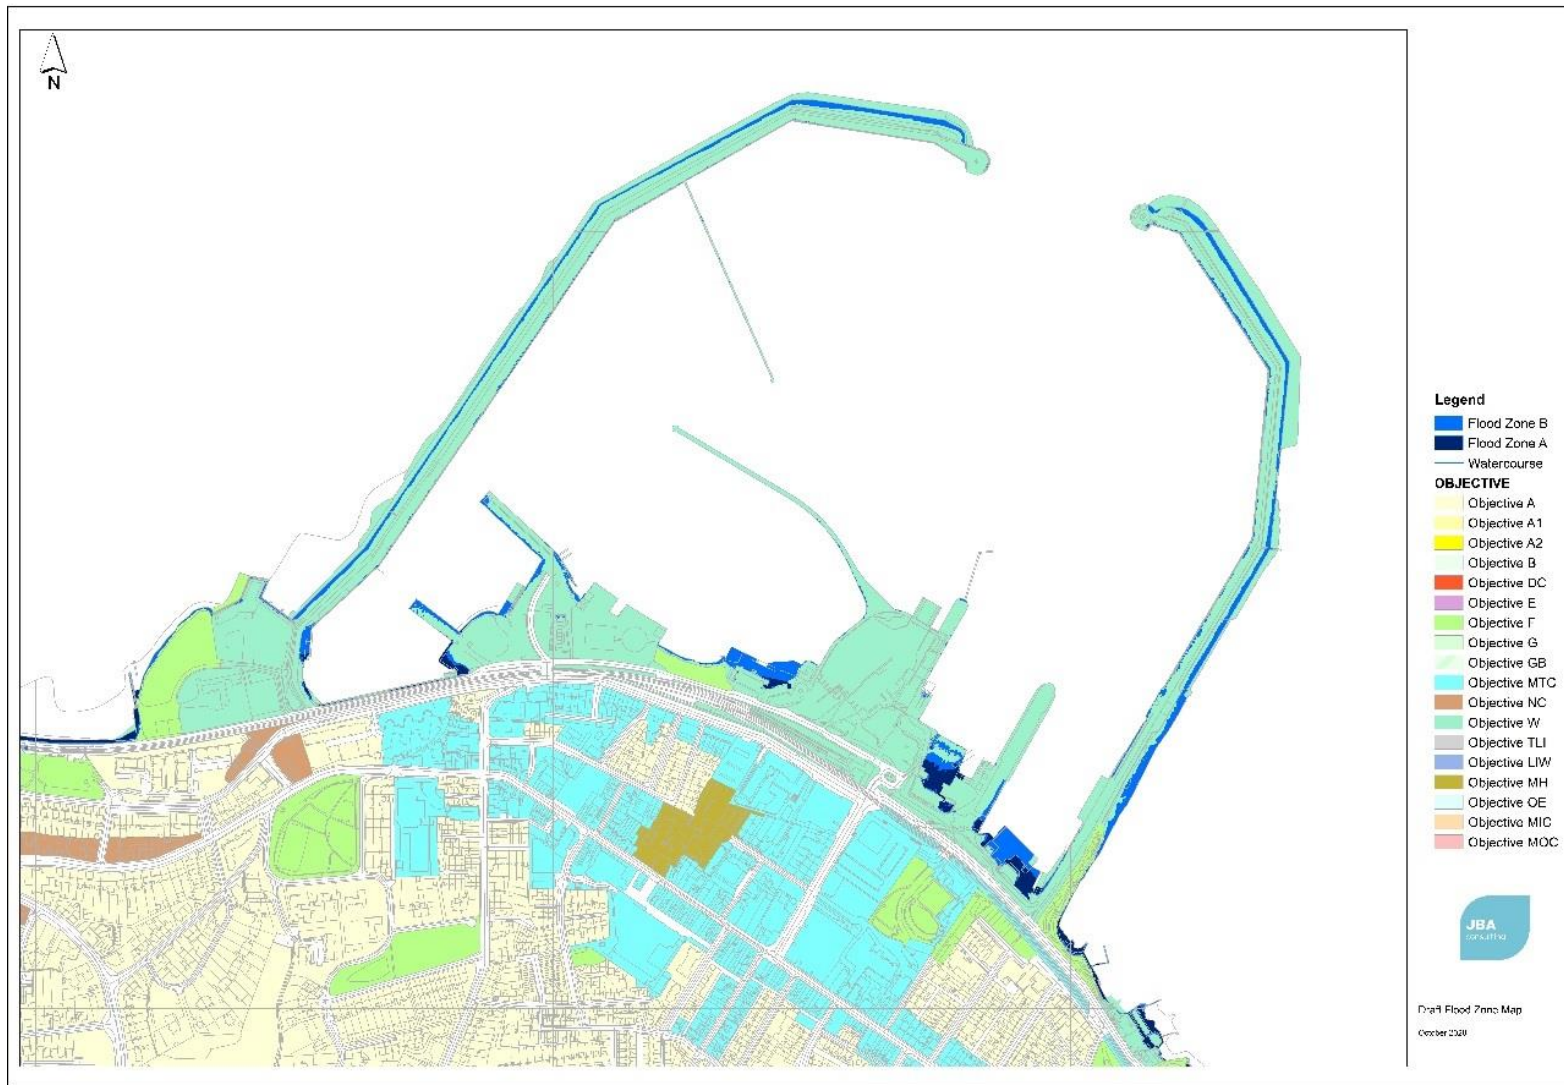 N
Legend
Flood Zone B
Flood Zone A
Watercourse
OBJECTIVE
Objective A
Objective A1
Objective A2
Objective B
Objective DC
Objective E
Objective F
Objective G
Objective GB
Objective MTC
Objective NC
Objective W
Objective TLI
Objective LIW
Objective MH
Objective OE
Objective MIC
Objective MOC
JBA
consulting
Draft Flood Zone Map
October 2020